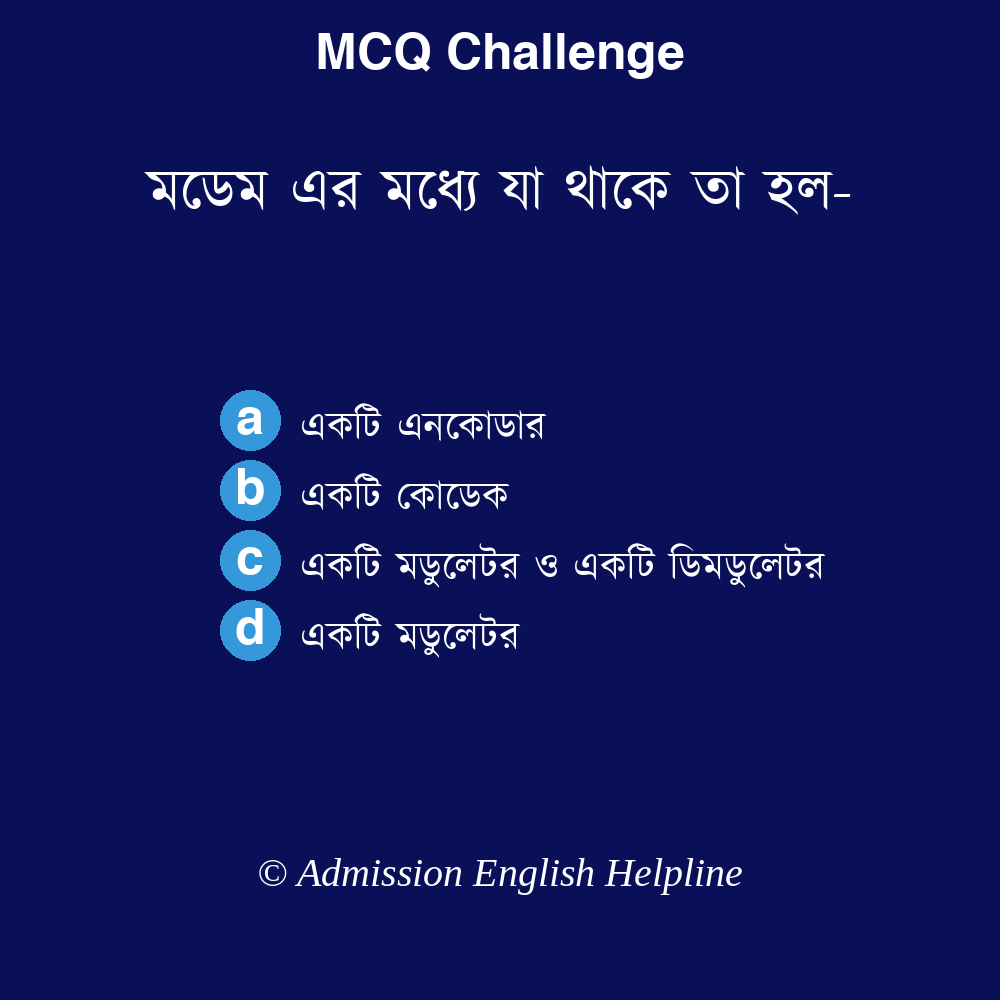 MCQ Challenge
মডেম এর মধ্যে যা থাকে তা হল-
a একটি এনকোডার
b একটি কোডেক
c একটি মডুলেটর ও একটি ডিমডুলেটর
d একটি মডুলেটর
© Admission English Helpline